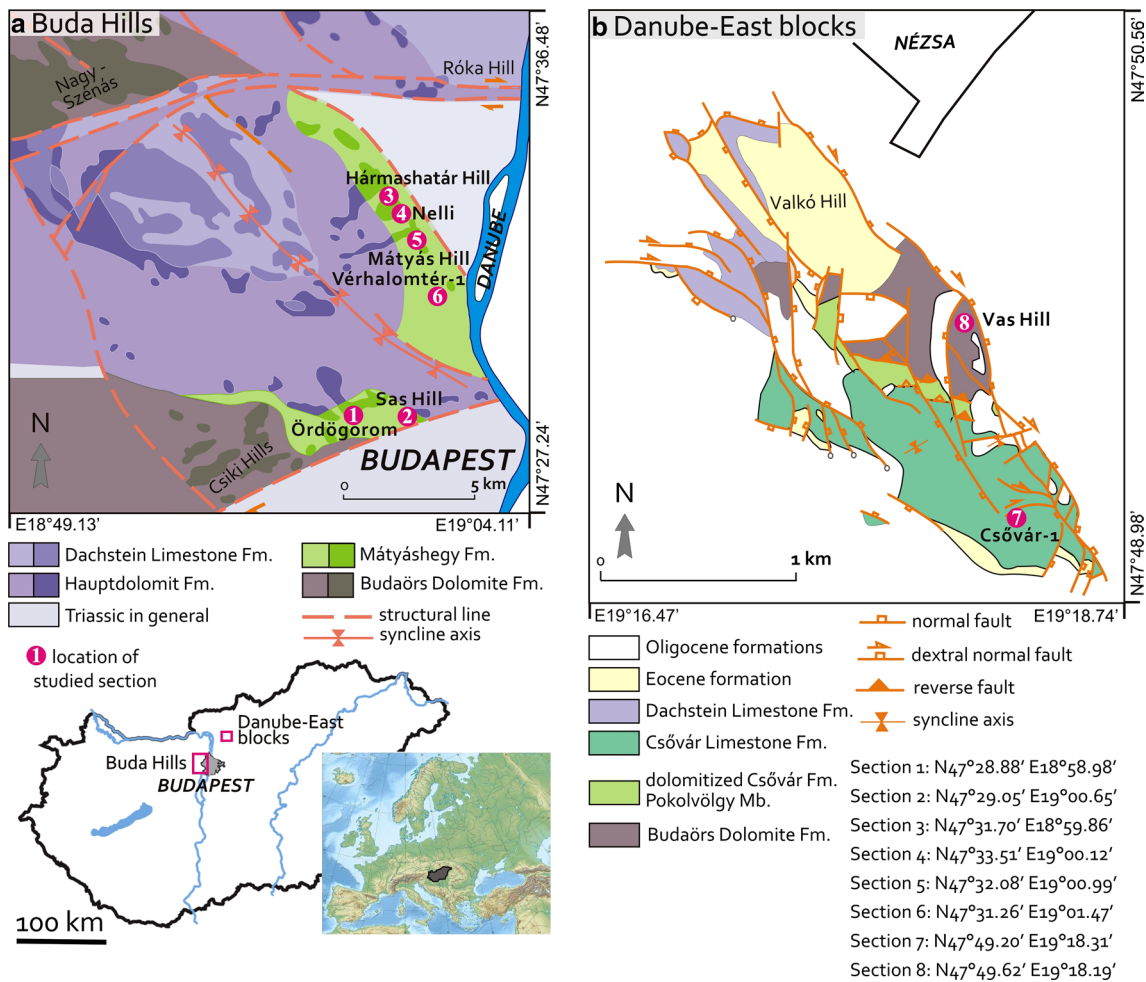 a Buda Hills
Nagy-
Szénás
Róka Hill
N47°36.48′
Hármashatár Hill
3
4 Nelli
5
Mátyás Hill
Vérhalomtér-1
6
DANUBE
Sas Hill
1
2
Ördögorom
Csiki Hills
N
BUDAPEST
0
5 km
N47°27.24′
E18°49.13′
E19°04.11′
Dachstein Limestone Fm.
Hauptdolomit Fm.
Triassic in general
Mátyáshegy Fm.
Budaörs Dolomite Fm.
structural line
syncline axis
1 location of
studied section
Danube-East
blocks
Buda Hills
BUDAPEST
100 km
b Danube-East blocks
NÉZSA
N47°50.56′
Valkó Hill
8 Vas Hill
7
Csővár-1
N
0
1 km
N47°48.98′
E19°16.47′
E19°18.74′
Oligocene formations
Eocene formation
Dachstein Limestone Fm.
Csővár Limestone Fm.
dolomitized Csővár Fm.
Pokolvölgy Mb.
Budaörs Dolomite Fm.
normal fault
dextral normal fault
reverse fault
syncline axis
Section 1: N47°28.88′ E18°58.98′
Section 2: N47°29.05′ E19°00.65′
Section 3: N47°31.70′ E18°59.86′
Section 4: N47°33.51′ E19°00.12′
Section 5: N47°32.08′ E19°00.99′
Section 6: N47°31.26′ E19°01.47′
Section 7: N47°49.20′ E19°18.31′
Section 8: N47°49.62′ E19°18.19′